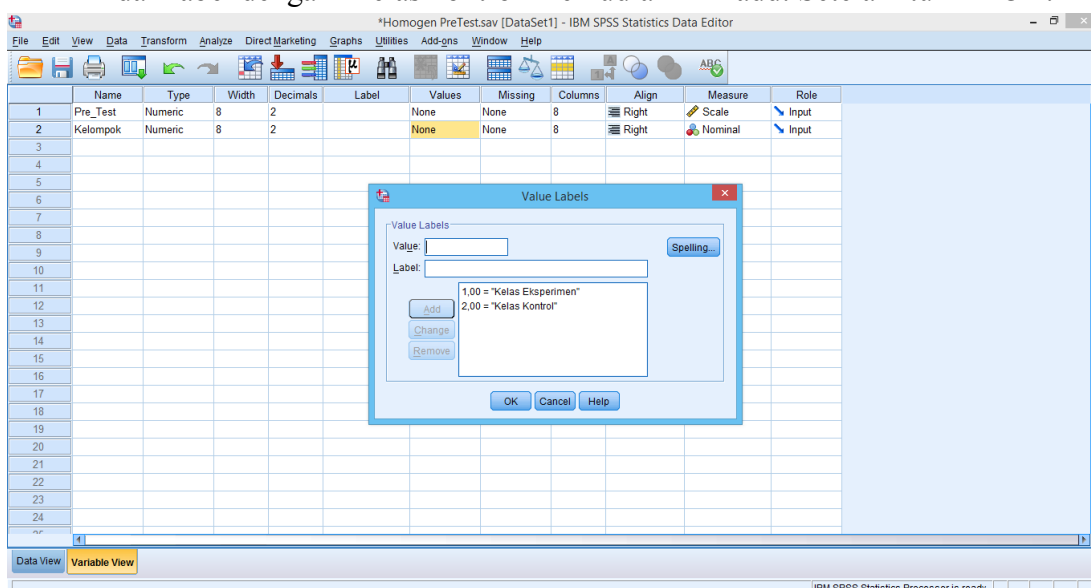 *Homogen PreTest.sav [DataSet1] - IBM SPSS Statistics Data Editor
File Edit View Data Transform Analyze Direct Marketing Graphs Utilities Add-ons Window Help
Name Type Width Decimals Label Values Missing Columns Align Measure Role
1 Pre_Test Numeric 8 2 None None 8 Right Scale Input
2 Kelompok Numeric 8 2 None None 8 Right Nominal Input
3
4
5
6
7
8
9
10
11
12
13
14
15
16
17
18
19
20
21
22
23
24
Value Labels
Value Labels
Value:
Spelling...
Label:
1,00 = "Kelas Eksperimen"
Add 2,00 = "Kelas Kontrol"
Change
Remove
OK Cancel Help
Data View Variable View
IBM SPSS Statistics Processor is ready